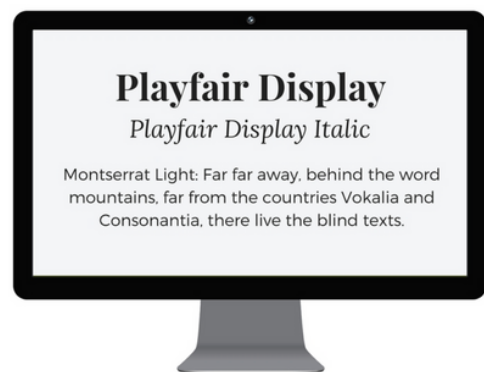 Playfair Display
Playfair Display Italic
Montserrat Light: Far far away, behind the word
mountains, far from the countries Vokalia and
Consonantia, there live the blind texts.